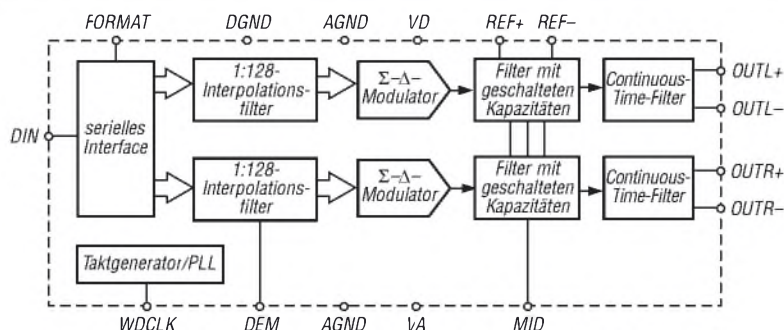 FORMAT DGND AGND VD REF+ REF–
DIN
serielles
Interface
1:128-
Interpolations-
filter
Σ–Δ–
Modulator
Filter mit
geschalteten
Kapazitäten
Continuous-
Time-Filter
OUTL+
OUTL–
1:128-
Interpolations-
filter
Σ–Δ–
Modulator
Filter mit
geschalteten
Kapazitäten
Continuous-
Time-Filter
OUTR+
OUTR–
Taktgenerator/PLL
WDCLK DEM AGND VA MID